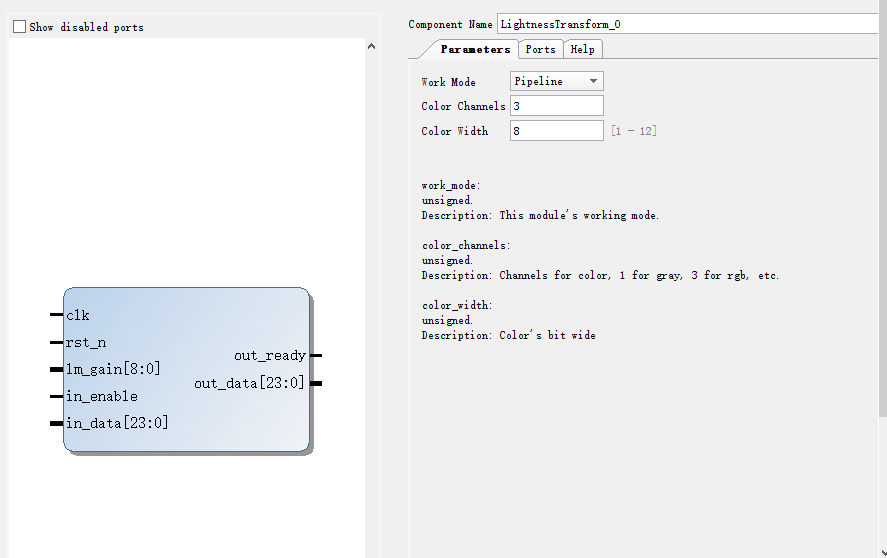 Show disabled ports
clk
rst_n
lm_gain[8:0]
in_enable
in_data[23:0]
out_ready
out_data[23:0]
Component Name LightnessTransform_0
Parameters Ports Help
Work Mode Pipeline
Color Channels 3
Color Width 8 [1 - 12]
work_mode:
unsigned.
Description: This module's working mode.
color_channels:
unsigned.
Description: Channels for color, 1 for gray, 3 for rgb, etc.
color_width:
unsigned.
Description: Color's bit wide